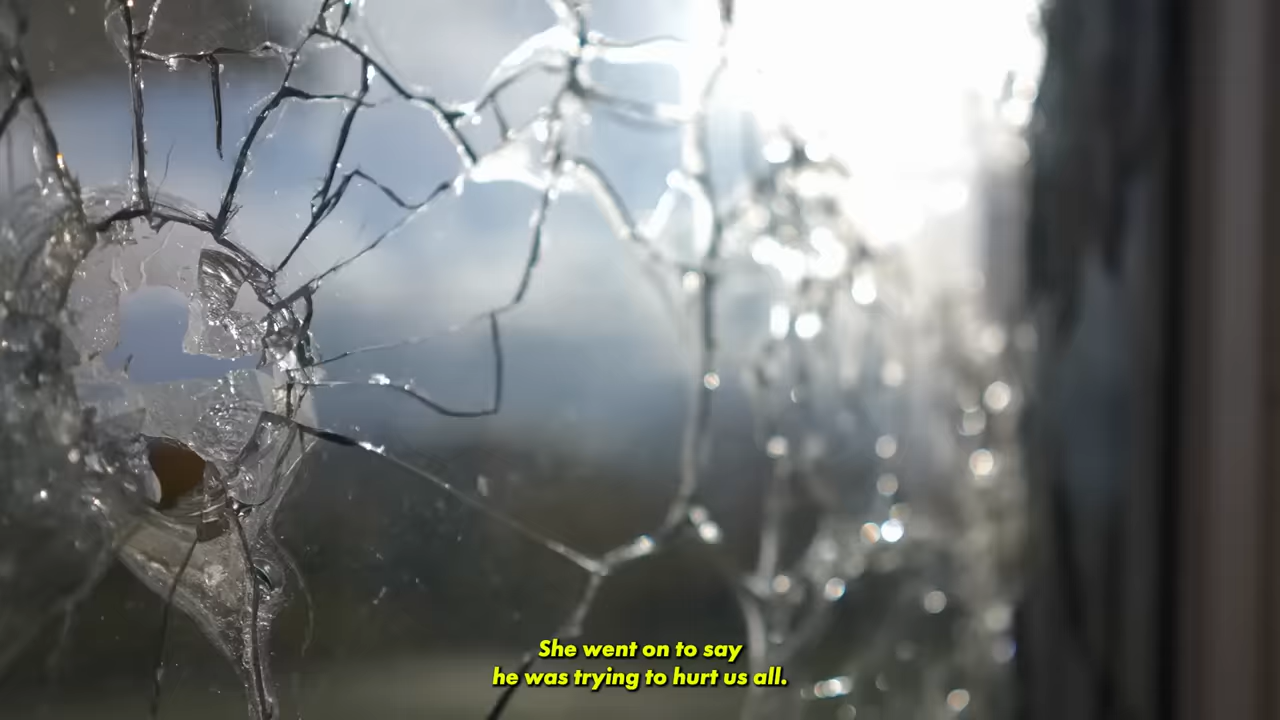 She went on to say
he was trying to hurt us all.